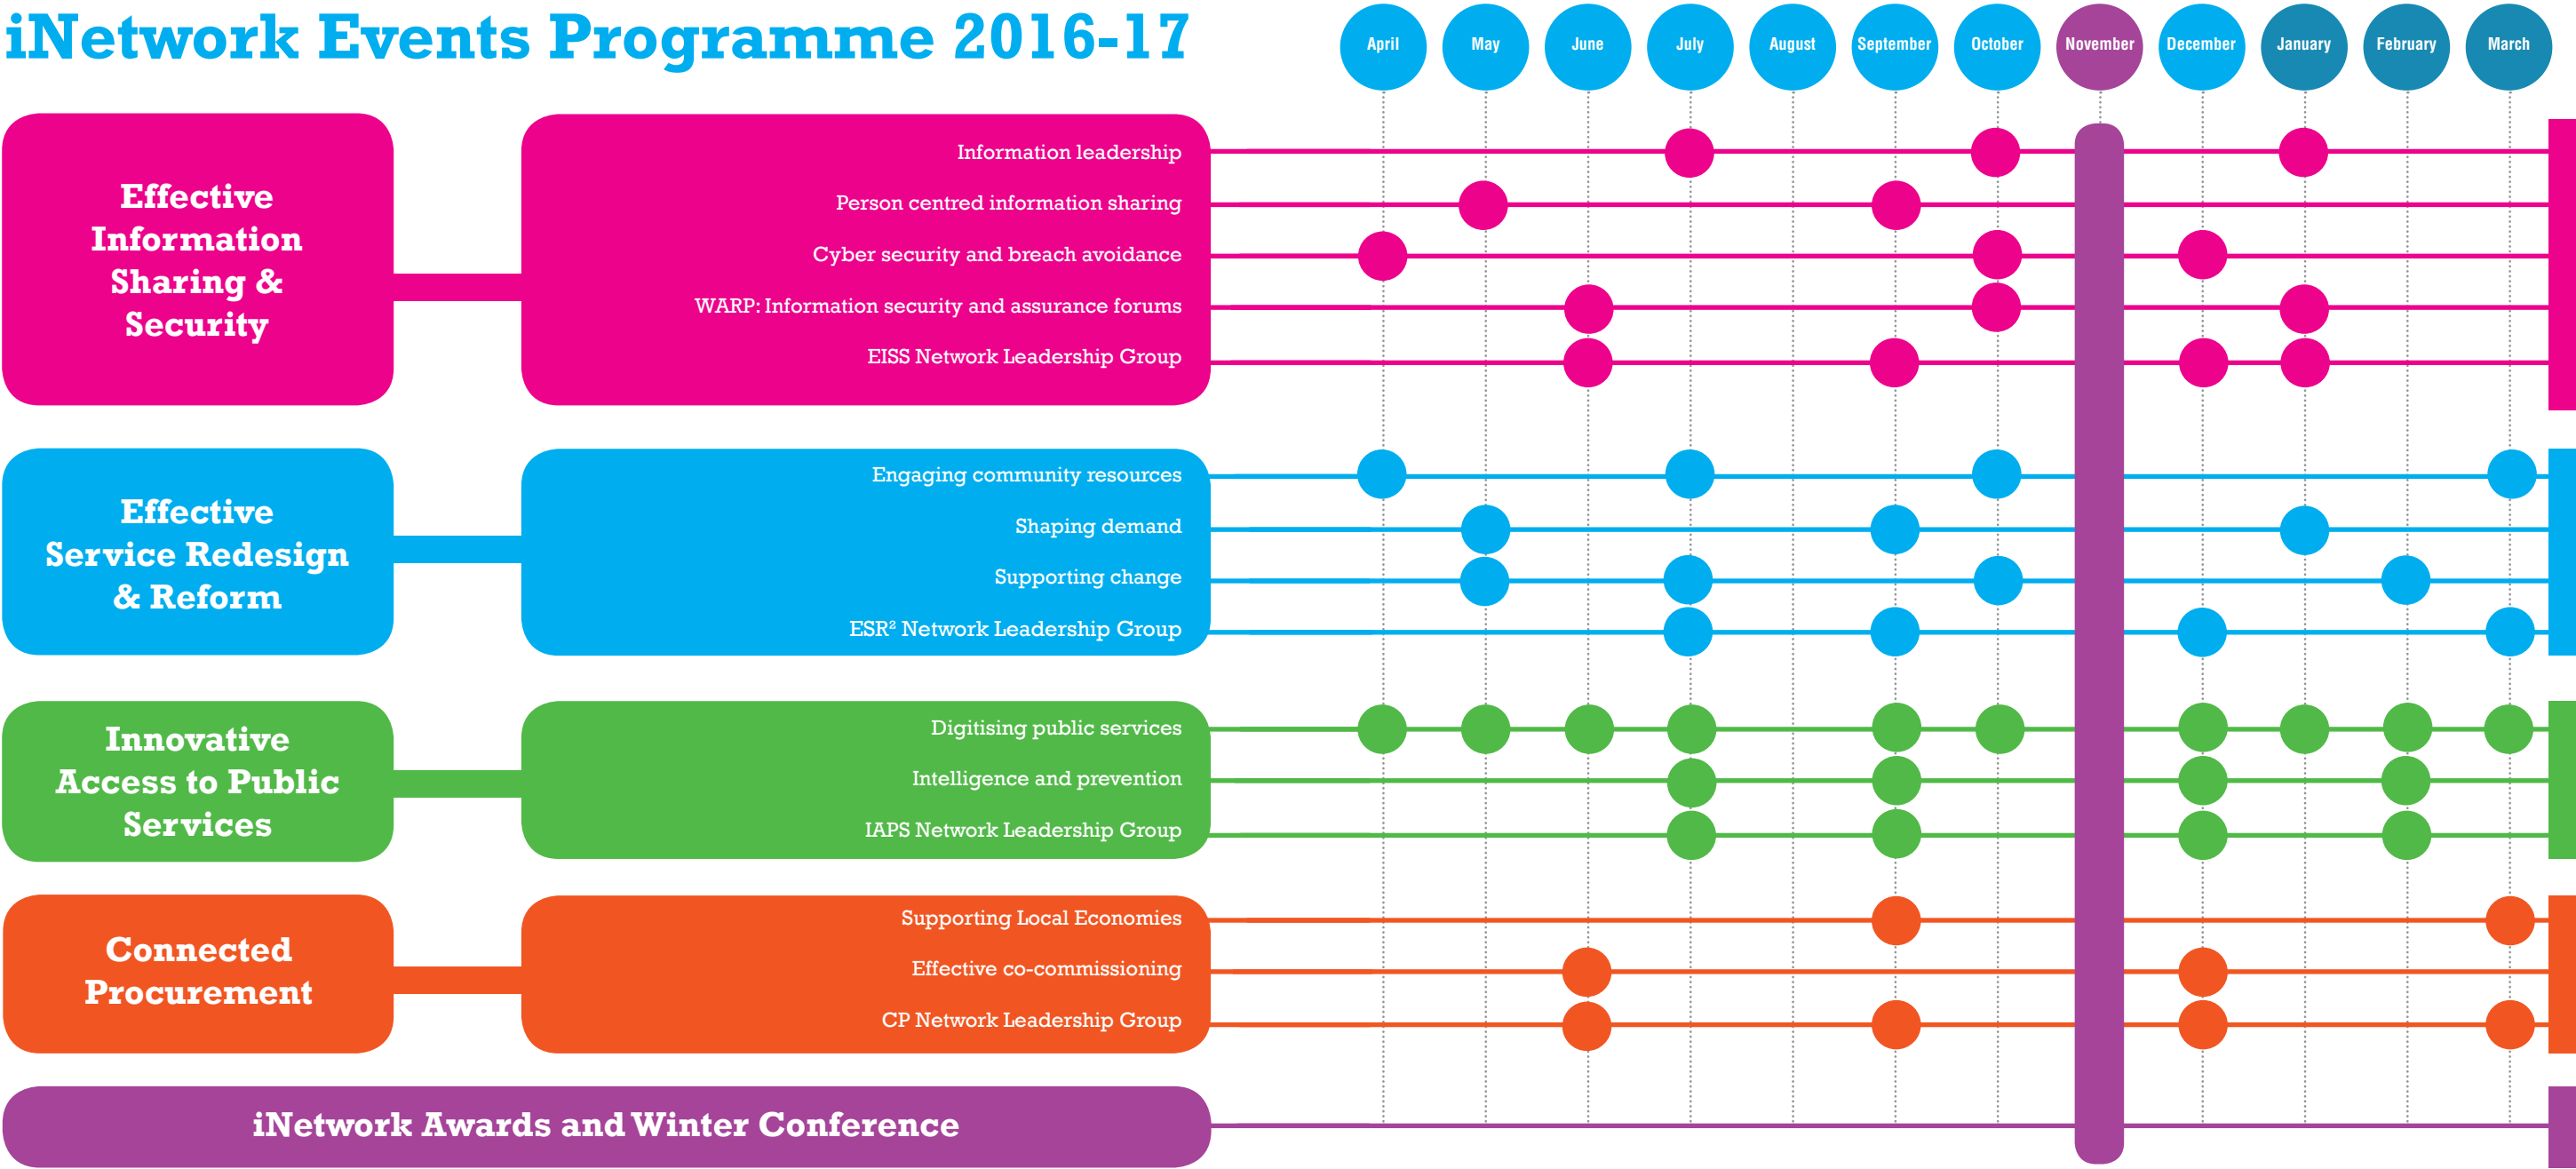 iNetwork Events Programme 2016-17
April
May
June
July
August
September
October
November
December
January
February
March
Effective
Information
Sharing &
Security
Information leadership
Person centred information sharing
Cyber security and breach avoidance
WARP: Information security and assurance forums
EISS Network Leadership Group
Effective
Service Redesign
& Reform
Engaging community resources
Shaping demand
Supporting change
ESR² Network Leadership Group
Innovative
Access to Public
Services
Digitising public services
Intelligence and prevention
IAPS Network Leadership Group
Connected
Procurement
Supporting Local Economies
Effective co-commissioning
CP Network Leadership Group
iNetwork Awards and Winter Conference